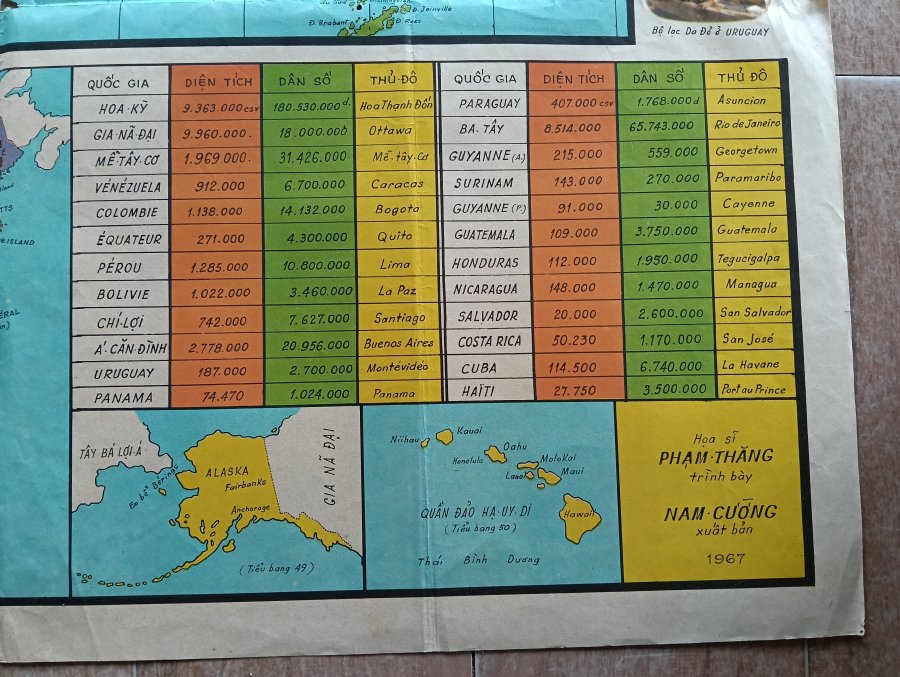 Đ. Joinville
Đ. Brabant
Đ. Ross
Bộ lạc Da Đỏ ở URUGUAY
QUỐC GIA DIỆN TÍCH DÂN SỐ THỦ ĐÔ
HOA-KỲ 9.363.000 csv 180.530.000 d. Hoa Thạnh Đốn
GIA-NÃ-ĐẠI 9.960.000. 18.000.000 Ottawa
MỄ-TÂY-CƠ 1.969.000. 31.426.000 Mễ-tây-Cơ
VÉNÉZUELA 912.000 6.700.000 Caracas
COLOMBIE 1.138.000 14.132.000 Bogota
ÉQUATEUR 271.000 4.300.000 Quito
PÉROU 1.285.000 10.800.000 Lima
BOLIVIE 1.022.000 3.460.000 La Paz
CHÍ-LỢI 742.000 7.627.000 Santiago
Á-CĂN-ĐÌNH 2.778.000 20.956.000 Buenos Aires
URUGUAY 187.000 2.700.000 Montévidéo
PANAMA 74.470 1.024.000 Panama
QUỐC GIA DIỆN TÍCH DÂN SỐ THỦ ĐÔ
PARAGUAY 407.000 csv 1.768.000 d Asuncion
BA-TÂY 8.514.000 65.743.000 Rio de Janeiro
GUYANNE (A.) 215.000 559.000 Georgetown
SURINAM 143.000 270.000 Paramaribo
GUYANNE (P.) 91.000 30.000 Cayenne
GUATEMALA 109.000 3.750.000 Guatemala
HONDURAS 112.000 1.950.000 Tegucigalpa
NICARAGUA 148.000 1.470.000 Managua
SALVADOR 20.000 2.600.000 San Salvador
COSTA RICA 50.230 1.170.000 San José
CUBA 114.500 6.740.000 La Havane
HAÏTI 27.750 3.500.000 Port au Prince
TÂY BÁ LỢI-Á
Eo bể Bérings
ALASKA
Fairbanks
Anchorage
GIA NÃ ĐẠI
(Tiểu bang 49)
Niihau
Kauai
Oahu
Honolulu
Molokai
Lanai
Maui
Hawaii
QUẦN ĐẢO HA-UY-DI
(Tiểu bang 50)
Thái Bình Dương
Họa sĩ
PHẠM-THĂNG
trình bày
NAM-CƯỜNG
xuất bản
1967